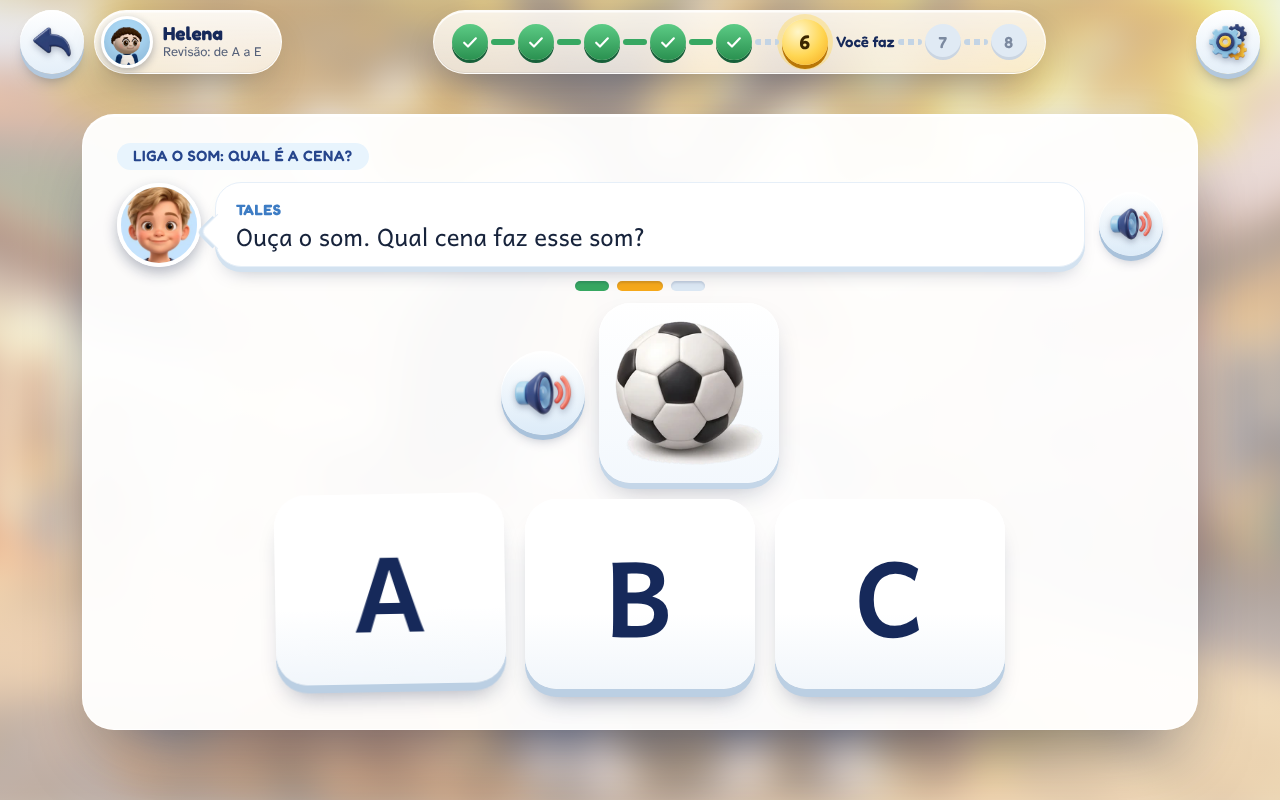 Helena
Revisão: de A a E
6
Você faz
7
8
LIGA O SOM: QUAL É A CENA?
TALES
Ouça o som. Qual cena faz esse som?
A
B
C